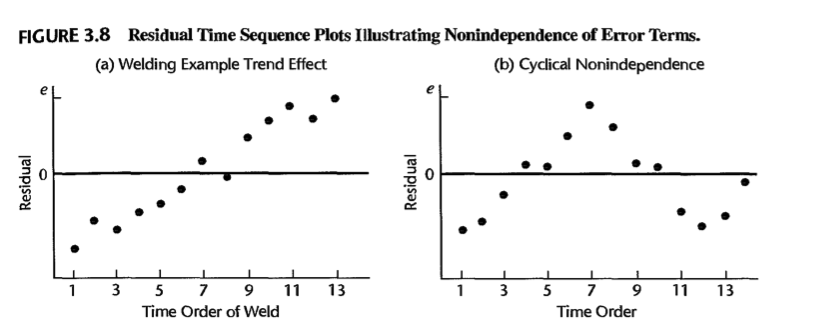 FIGURE 3.8 Residual Time Sequence Plots Illustrating Nonindependence of Error Terms.
(a) Welding Example Trend Effect
e
Residual
0
1 3 5 7 9 11 13
Time Order of Weld
(b) Cyclical Nonindependence
e
Residual
0
1 3 5 7 9 11 13
Time Order